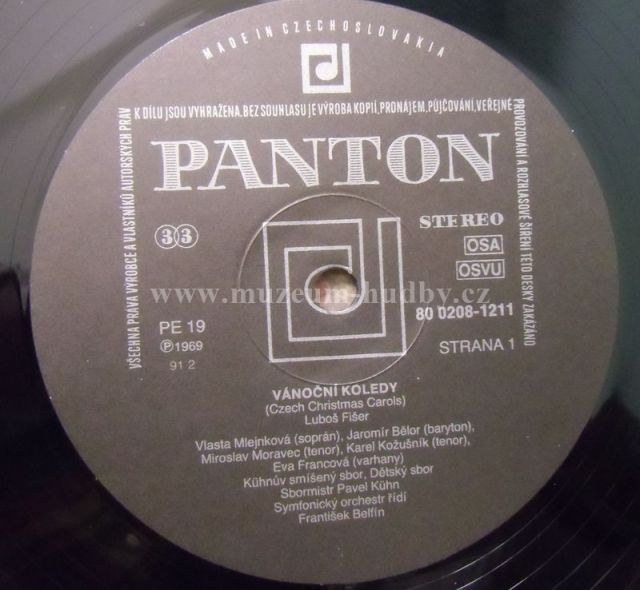 MADE IN CZECHOSLOVAKIA
VŠECHNA PRÁVA VÝROBCE A VLASTNÍKŮ AUTORSKÝCH PRÁV
K DÍLU JSOU VYHRAŽENA. BEZ SOUHLASU JE VÝROBA KOPIÍ, PRONÁJEM, PŮJČOVÁNÍ, VEŘEJNÉ
PROVOZOVÁNÍ A ROZHLASOVÉ ŠÍŘENÍ TÉTO DESKY ZAKÁZÁNO
PANTON
33
STEREO
OSA
OSVU
www.muzeum-hudby.cz
80 0208-1211
PE 19
Ⓟ1969
91 2
STRANA 1
VÁNOČNÍ KOLEDY
(Czech Christmas Carols)
Luboš Fišer
Vlasta Mlejnková (soprán), Jaromír Bělor (baryton),
Miroslav Moravec (tenor), Karel Kožušník (tenor),
Eva Francová (varhany)
Kühnův smíšený sbor, Dětský sbor
Sbormistr Pavel Kühn
Symfonický orchestr řídí
František Belfín